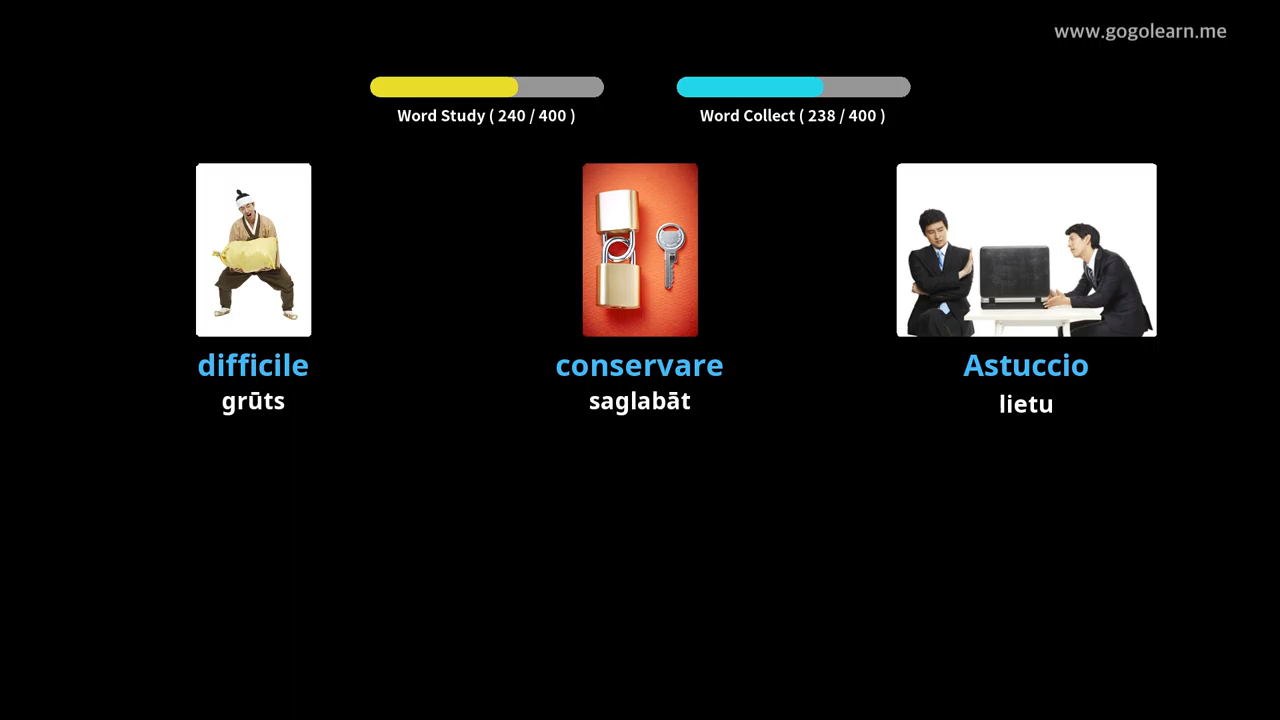 www.gogolearn.me
Word Study ( 240 / 400 )
Word Collect ( 238 / 400 )
difficile
grūts
conservare
saglabāt
Astuccio
lietu